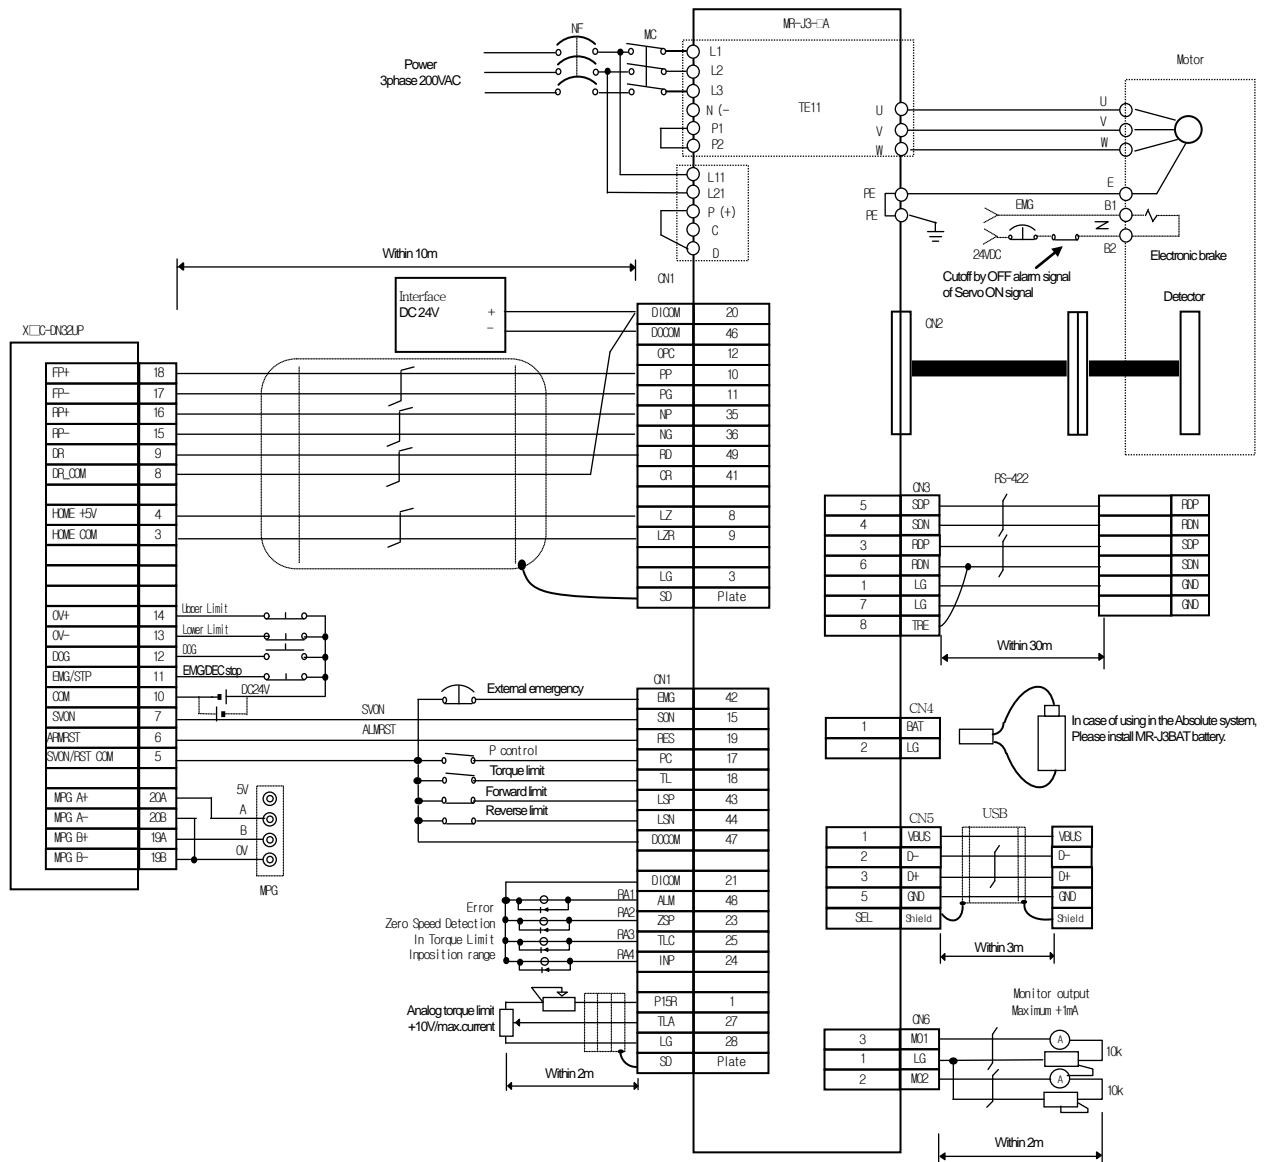 MR-J3-□A
NF
MC
Power
3phase 200VAC
L1
L2
L3
N (-
P1
P2
TE11
U
V
W
Motor
U
V
W
L11
L21
P (+)
C
D
PE
PE
E
EMG
B1
24VDC
B2
Cutoff by OFF alarm signal
of Servo ON signal
Electronic brake
Detector
CN2
Within 10m
Interface
DC 24V
+
-
CN1
DICOM 20
DOCOM 46
OPC 12
PP 10
PG 11
NP 35
NG 36
RD 49
CR 41
LZ 8
LZR 9
LG 3
SD Plate
X□C-DN32UP
FP+ 18
FP- 17
RP+ 16
RP- 15
DR 9
DR_COM 8
HOME +5V 4
HOME COM 3
OV+ 14
OV- 13
DOG 12
EMG/STP 11
COM 10
SVON 7
ARMRST 6
SVON/RST COM 5
MPG A+ 20A
MPG A- 20B
MPG B+ 19A
MPG B- 19B
Upper Limit
Lower Limit
DOG
EMG/DEC stop
DC24V
5V
A
B
0V
MPG
SVON
ALMRST
External emergency
P control
Torque limit
Forward limit
Reverse limit
CN1
EMG 42
SON 15
RES 19
PC 17
TL 18
LSP 43
LSN 44
DOCOM 47
DICOM 21
ALM 48
ZSP 23
TLC 25
INP 24
P15R 1
TLA 27
LG 28
SD Plate
Error
Zero Speed Detection
In Torque Limit
Inposition range
RA1
RA2
RA3
RA4
Analog torque limit
+10V/max.current
Within 2m
CN3
RS-422
5 SDP RDP
4 SDN RDN
3 RDP SDP
6 RDN SDN
1 LG GND
7 LG GND
8 TRE
Within 30m
CN4
1 BAT
2 LG
In case of using in the Absolute system,
Please install MR-J3BAT battery.
CN5
USB
1 VBUS VBUS
2 D- D-
3 D+ D+
5 GND GND
SEL Shield Shield
Within 3m
Monitor output
Maximum +1mA
CN6
3 MO1
1 LG
2 MO2
A
10k
A
10k
Within 2m